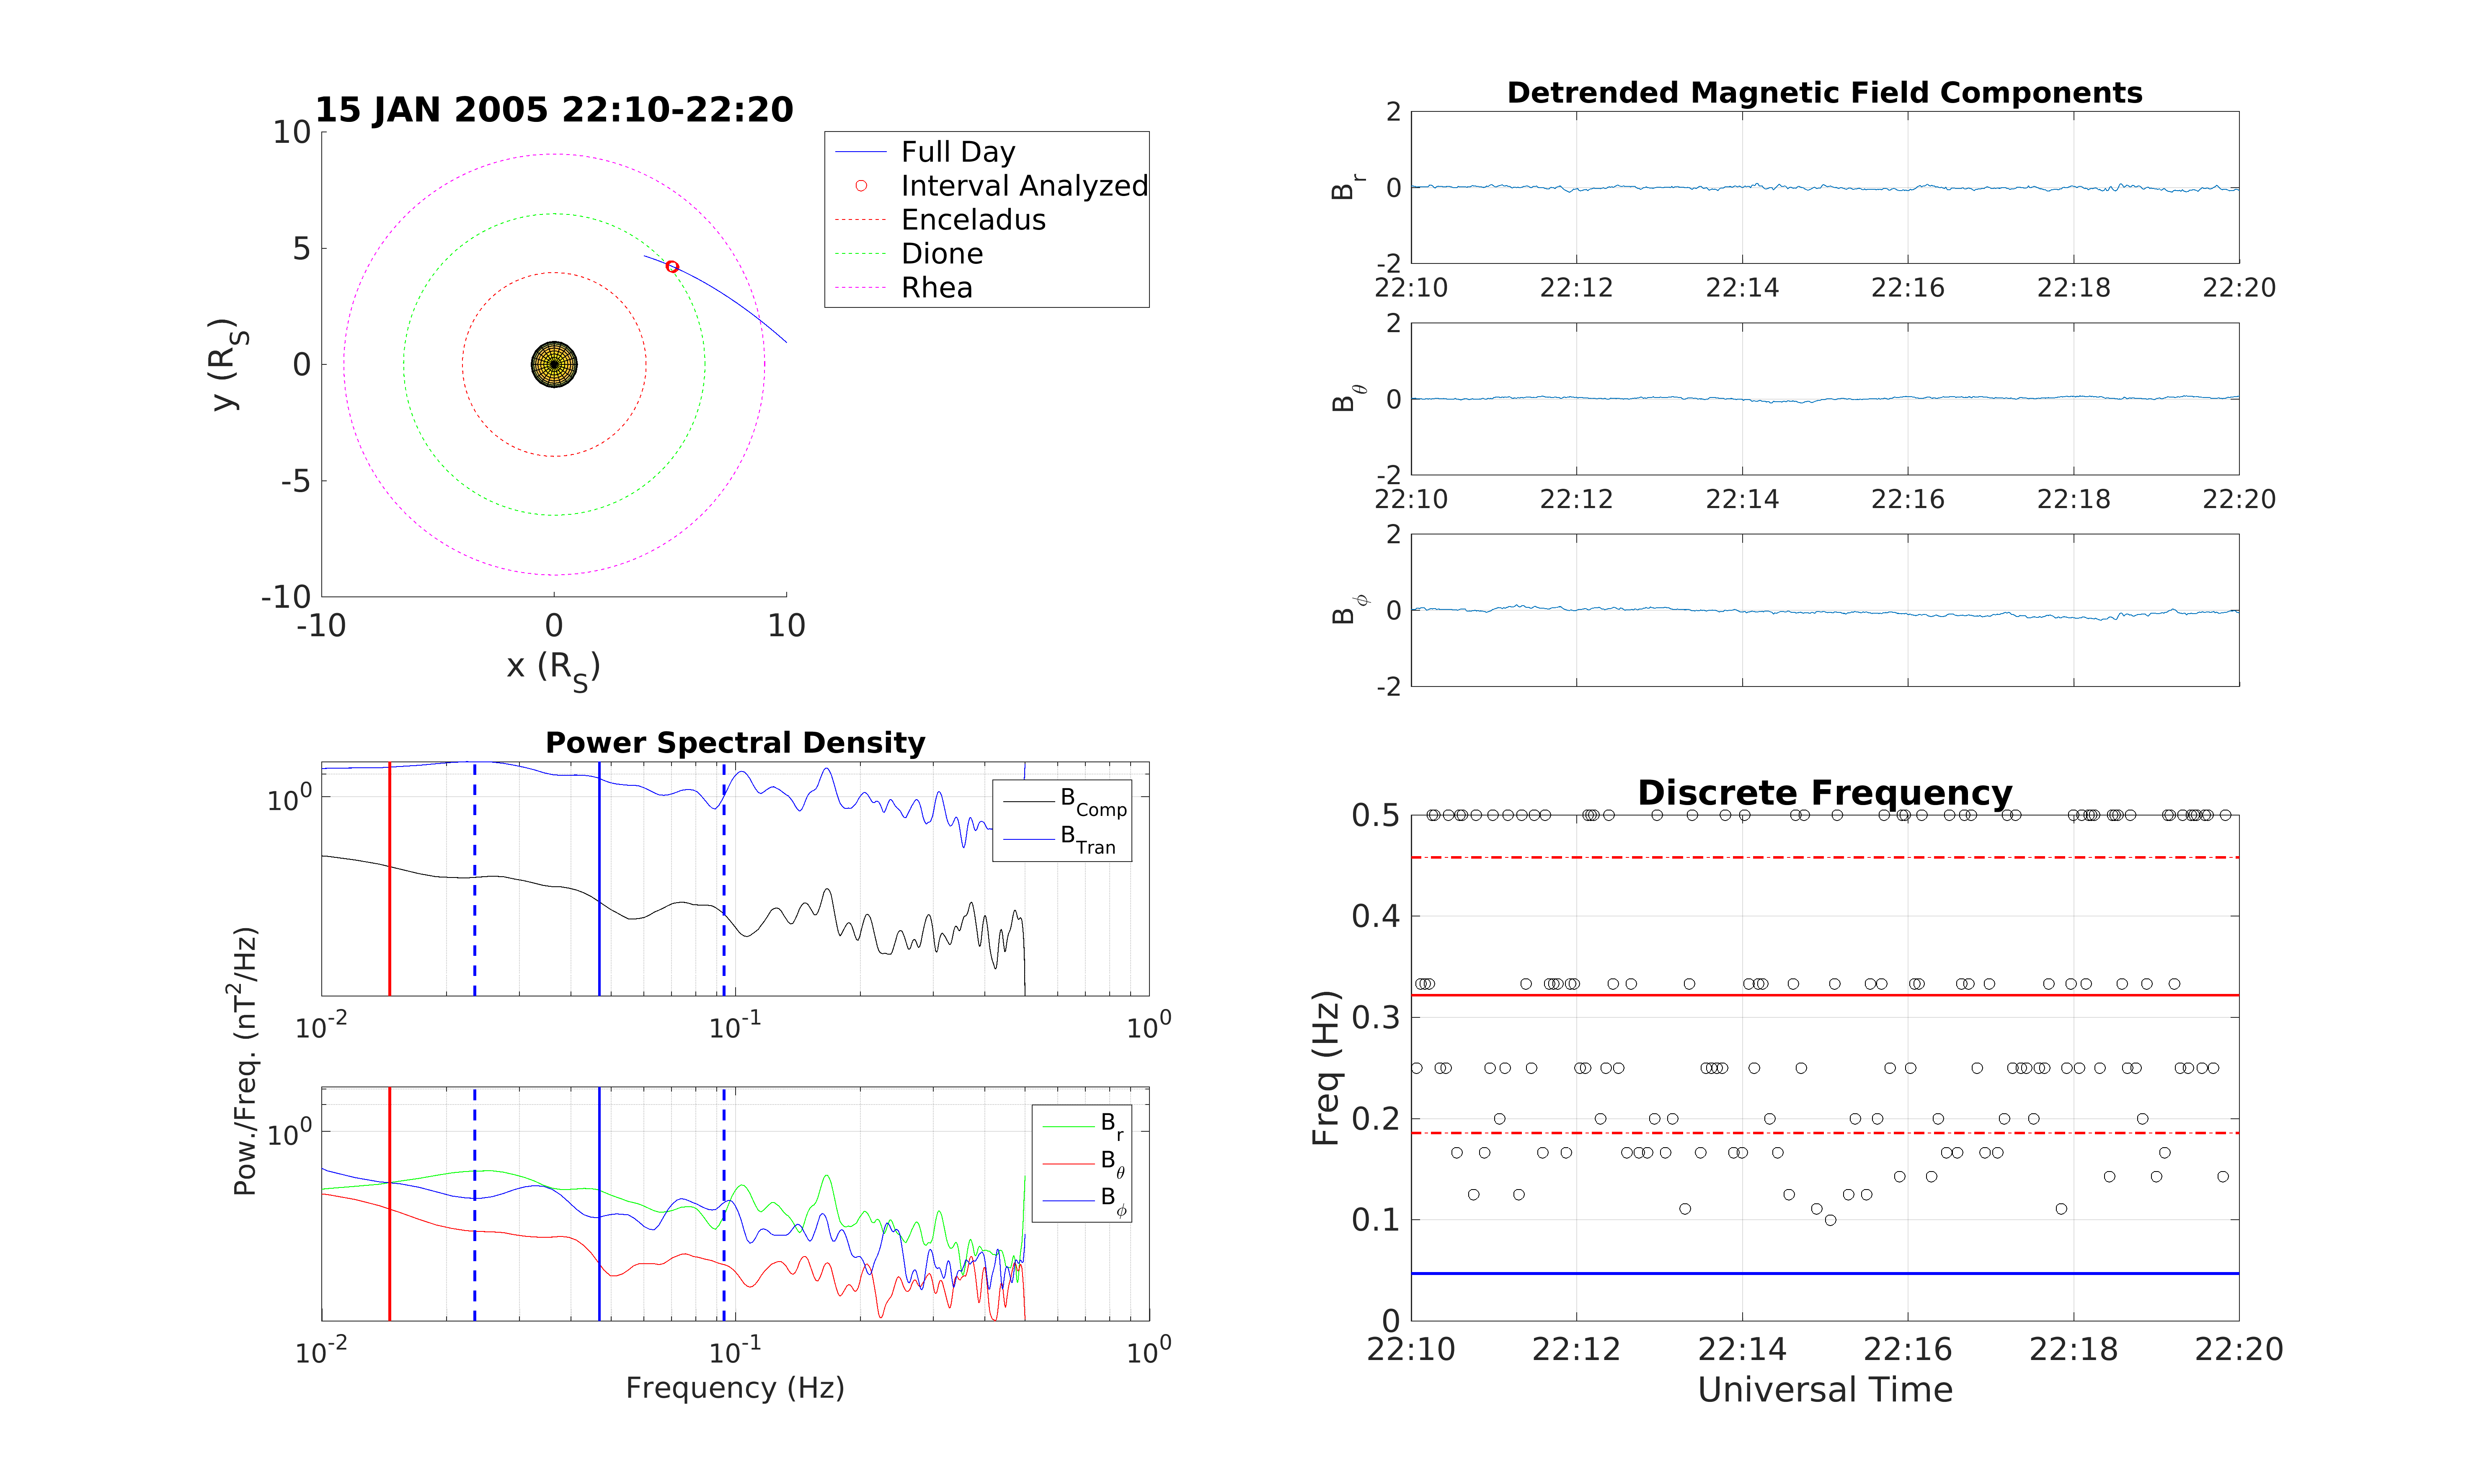 15 JAN 2005 22:10-22:20
10
5
0
-5
-10
-10 0 10
y (R_S)
x (R_S)
Full Day
Interval Analyzed
Enceladus
Dione
Rhea
Detrended Magnetic Field Components
B_r
2
0
-2
22:10 22:12 22:14 22:16 22:18 22:20
B_θ
2
0
-2
22:10 22:12 22:14 22:16 22:18 22:20
B_ϕ
2
0
-2
Power Spectral Density
10^0
B_Comp
B_Tran
10^-2 10^-1 10^0
Pow./Freq. (nT^2/Hz)
10^0
B_r
B_θ
B_ϕ
10^-2 10^-1 10^0
Frequency (Hz)
Discrete Frequency
0.5
0.4
0.3
0.2
0.1
0
Freq (Hz)
22:10 22:12 22:14 22:16 22:18 22:20
Universal Time